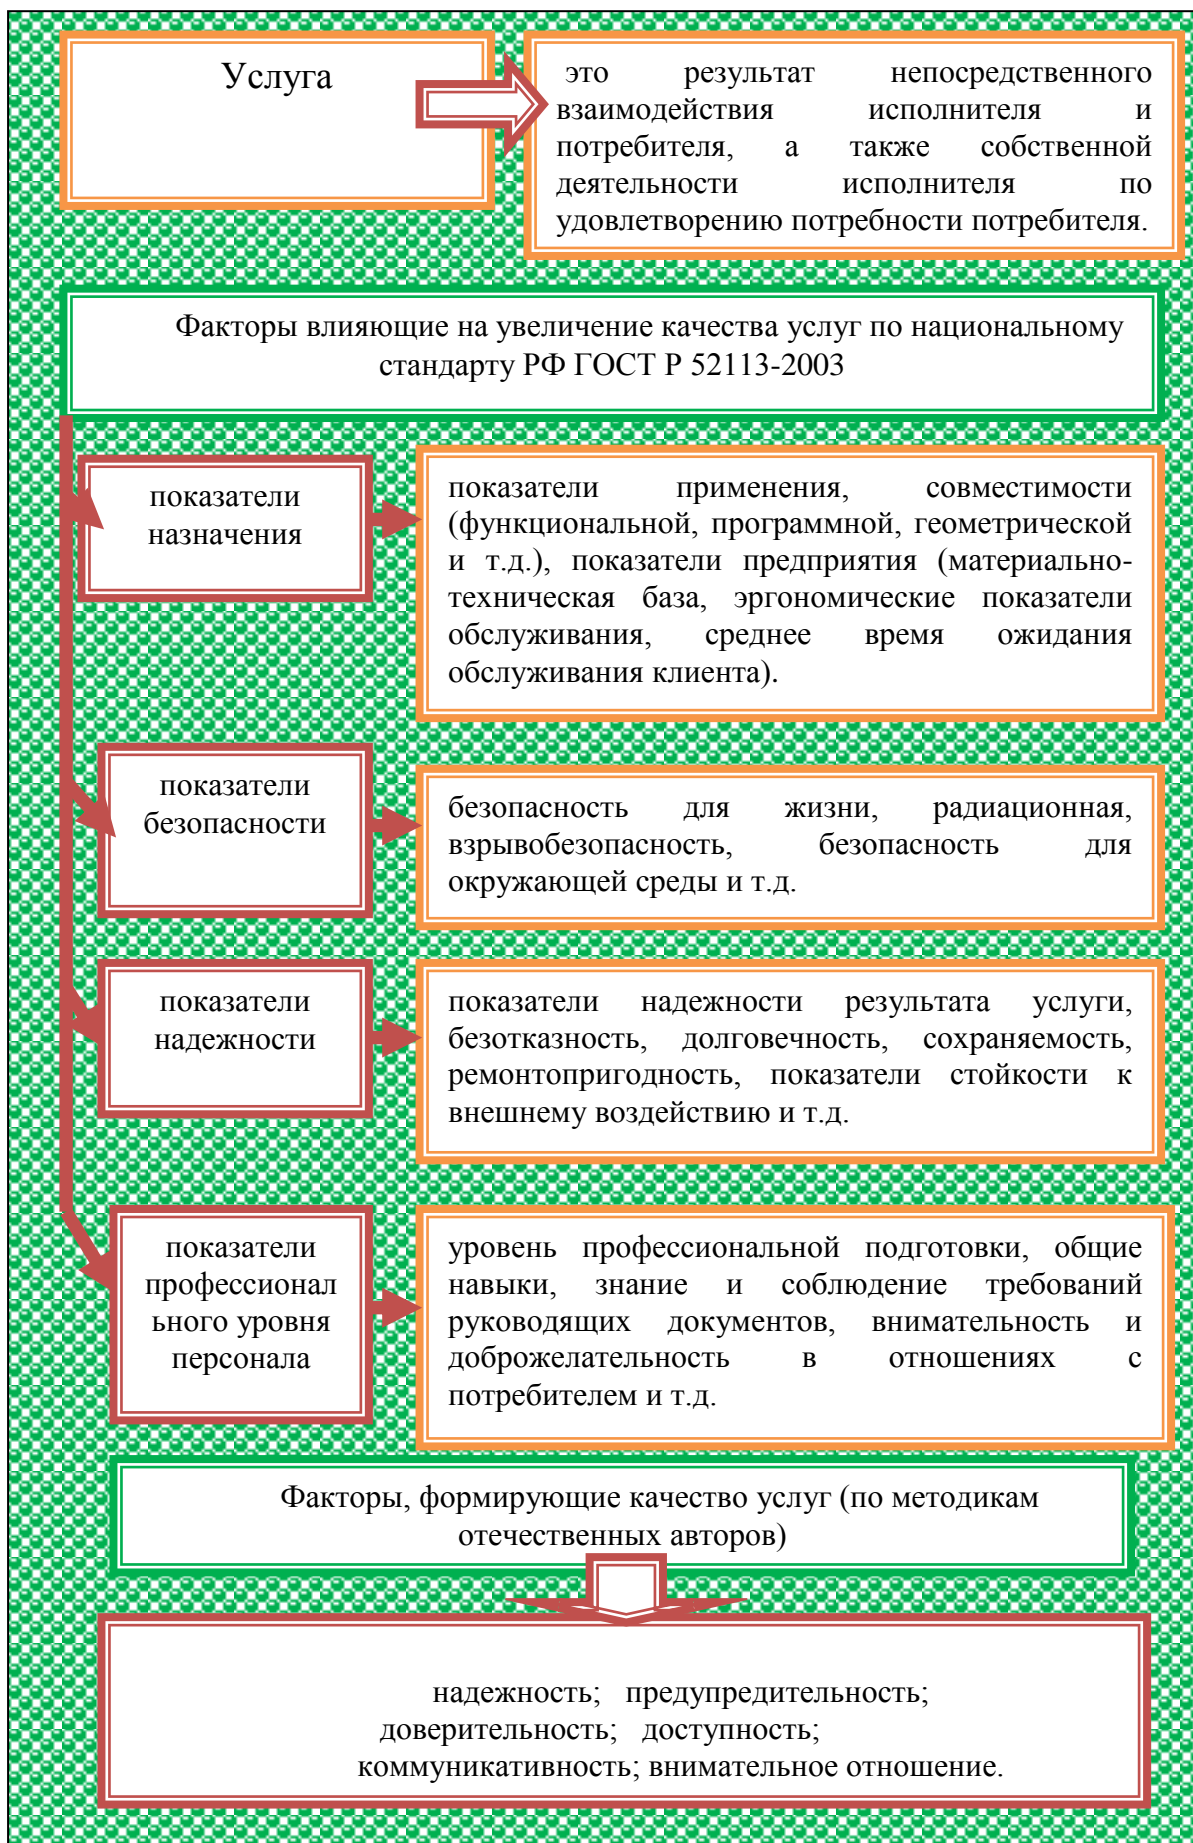 Услуга
это результат непосредственного
взаимодействия исполнителя и
потребителя, а также собственной
деятельности исполнителя по
удовлетворению потребности потребителя.
Факторы влияющие на увеличение качества услуг по национальному
стандарту РФ ГОСТ Р 52113-2003
показатели
назначения
показатели применения, совместимости
(функциональной, программной, геометрической
и т.д.), показатели предприятия (материально-
техническая база, эргономические показатели
обслуживания, среднее время ожидания
обслуживания клиента).
показатели
безопасности
безопасность для жизни, радиационная,
взрывобезопасность, безопасность для
окружающей среды и т.д.
показатели
надежности
показатели надежности результата услуги,
безотказность, долговечность, сохраняемость,
ремонтопригодность, показатели стойкости к
внешнему воздействию и т.д.
показатели
профессионал
ьного уровня
персонала
уровень профессиональной подготовки, общие
навыки, знание и соблюдение требований
руководящих документов, внимательность и
доброжелательность в отношениях с
потребителем и т.д.
Факторы, формирующие качество услуг (по методикам
отечественных авторов)
надежность; предупредительность;
доверительность; доступность;
коммуникативность; внимательное отношение.